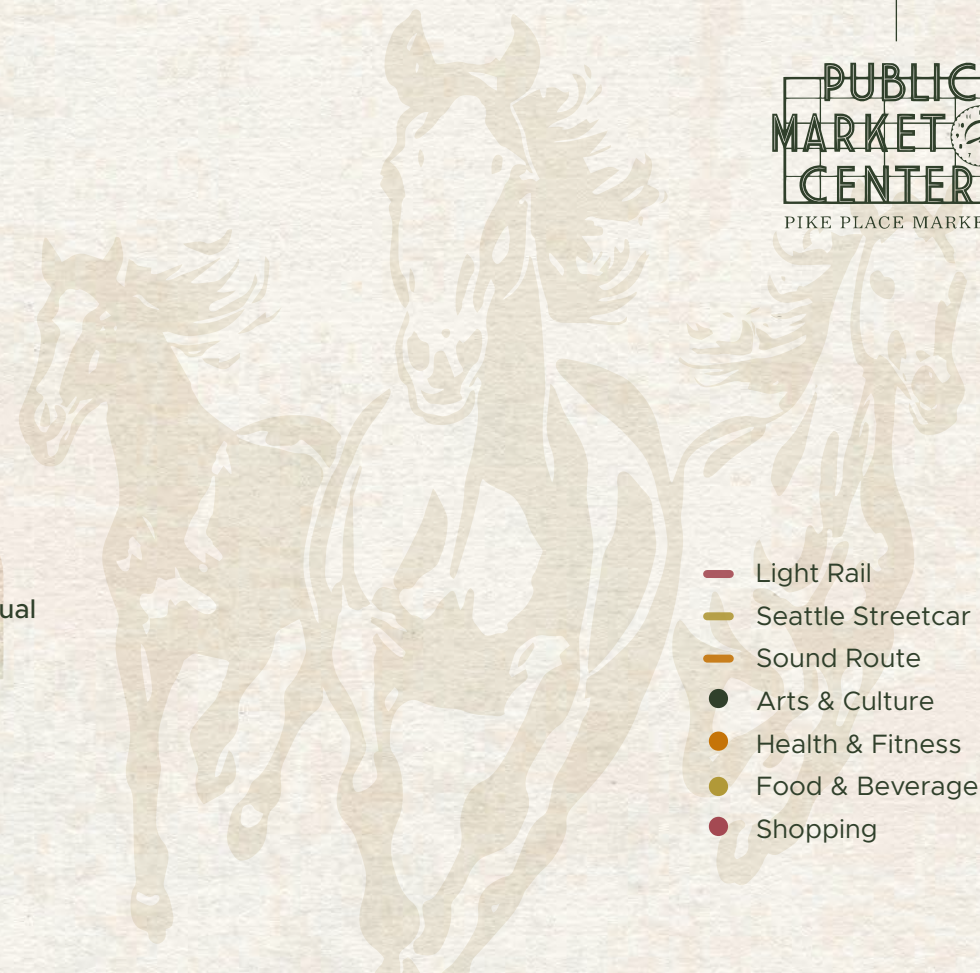 PUBLIC
MARKET
CENTER
PIKE PLACE MARKE
ual
Light Rail
Seattle Streetcar
Sound Route
Arts & Culture
Health & Fitness
Food & Beverage
Shopping